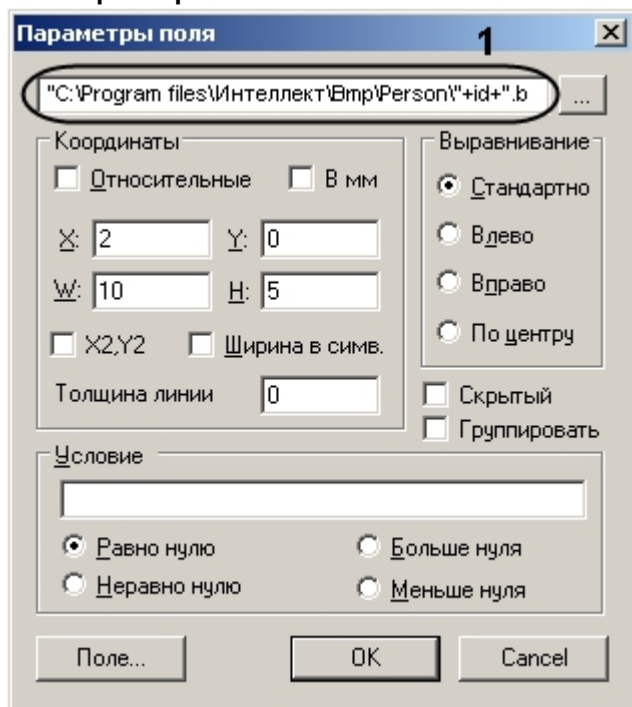 Параметры поля
1
"C:\Program files\Интеллект\Bmp\Person\"+id+".b
...
Координаты
Выравнивание
Относительные В мм
Стандартно
X: 2 Y: 0
Влево
W: 10 H: 5
Вправо
X2,Y2 Ширина в симв.
По центру
Толщина линии 0
Скрытый
Группировать
Условие
Равно нулю Больше нуля
Неравно нулю Меньше нуля
Поле... OK Cancel